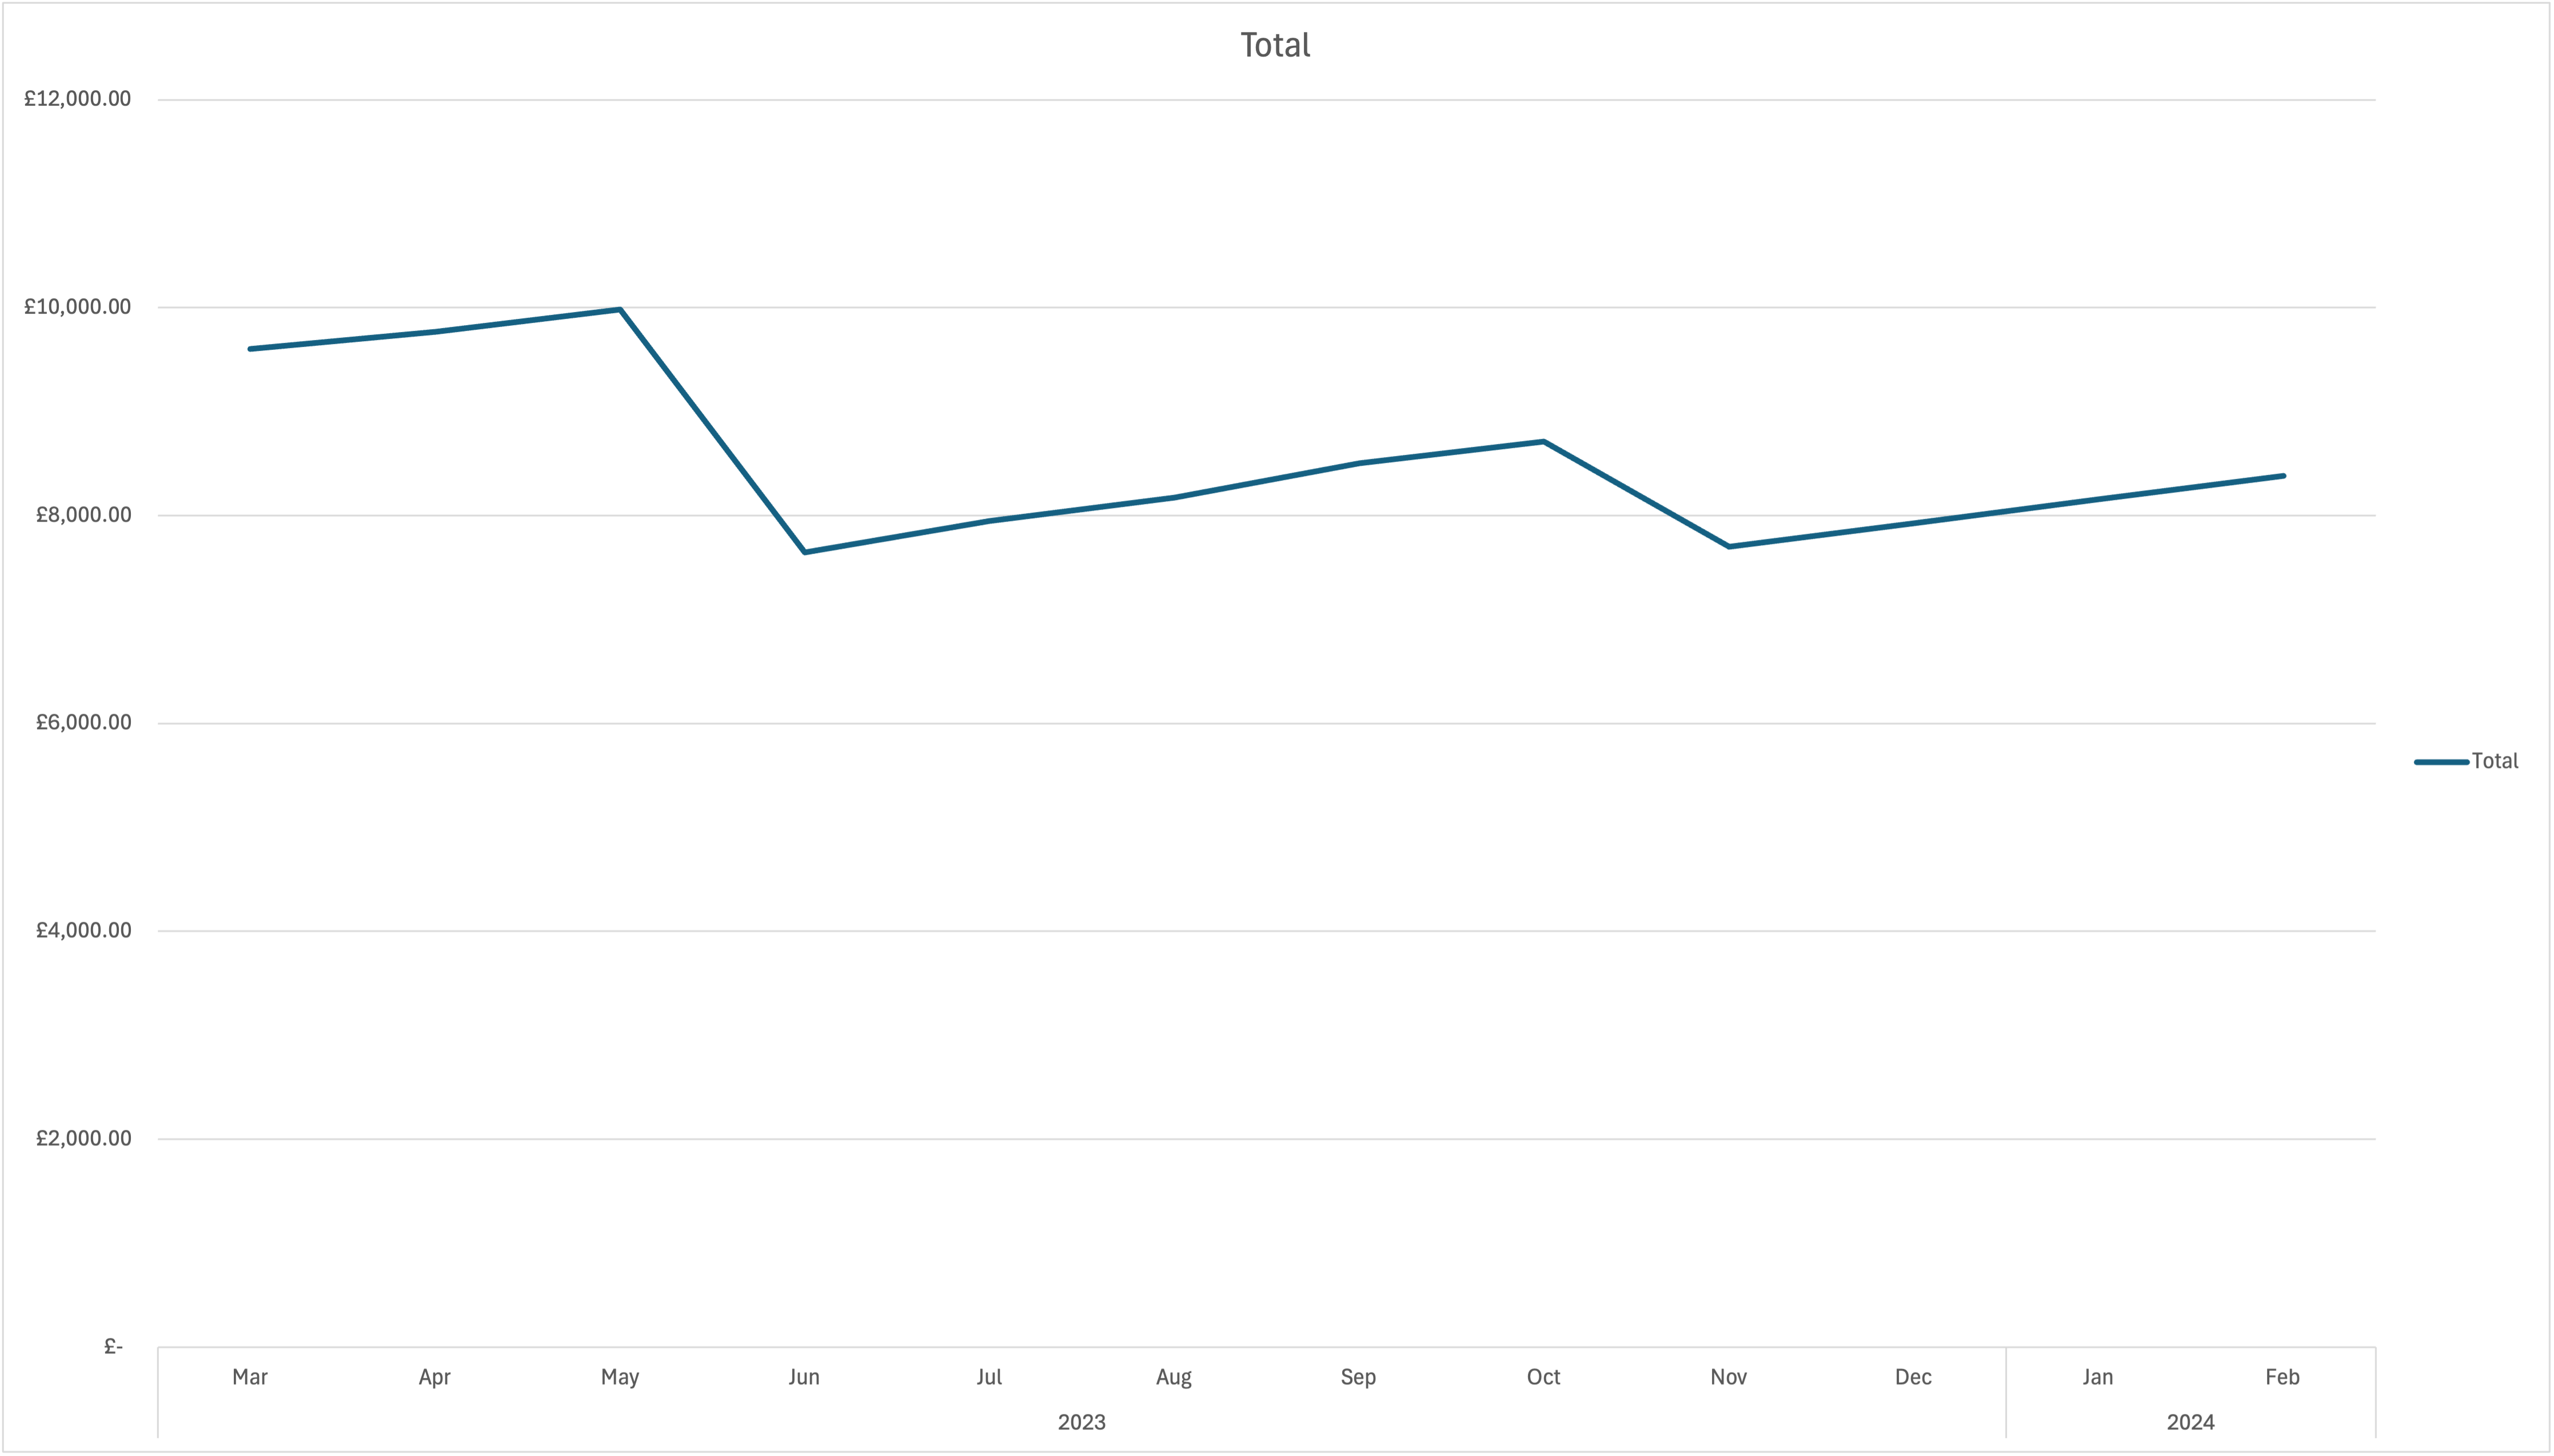 Total
£12,000.00
£10,000.00
£8,000.00
£6,000.00
£4,000.00
£2,000.00
£-
Total
Mar Apr May Jun Jul Aug Sep Oct Nov Dec Jan Feb
2023 2024